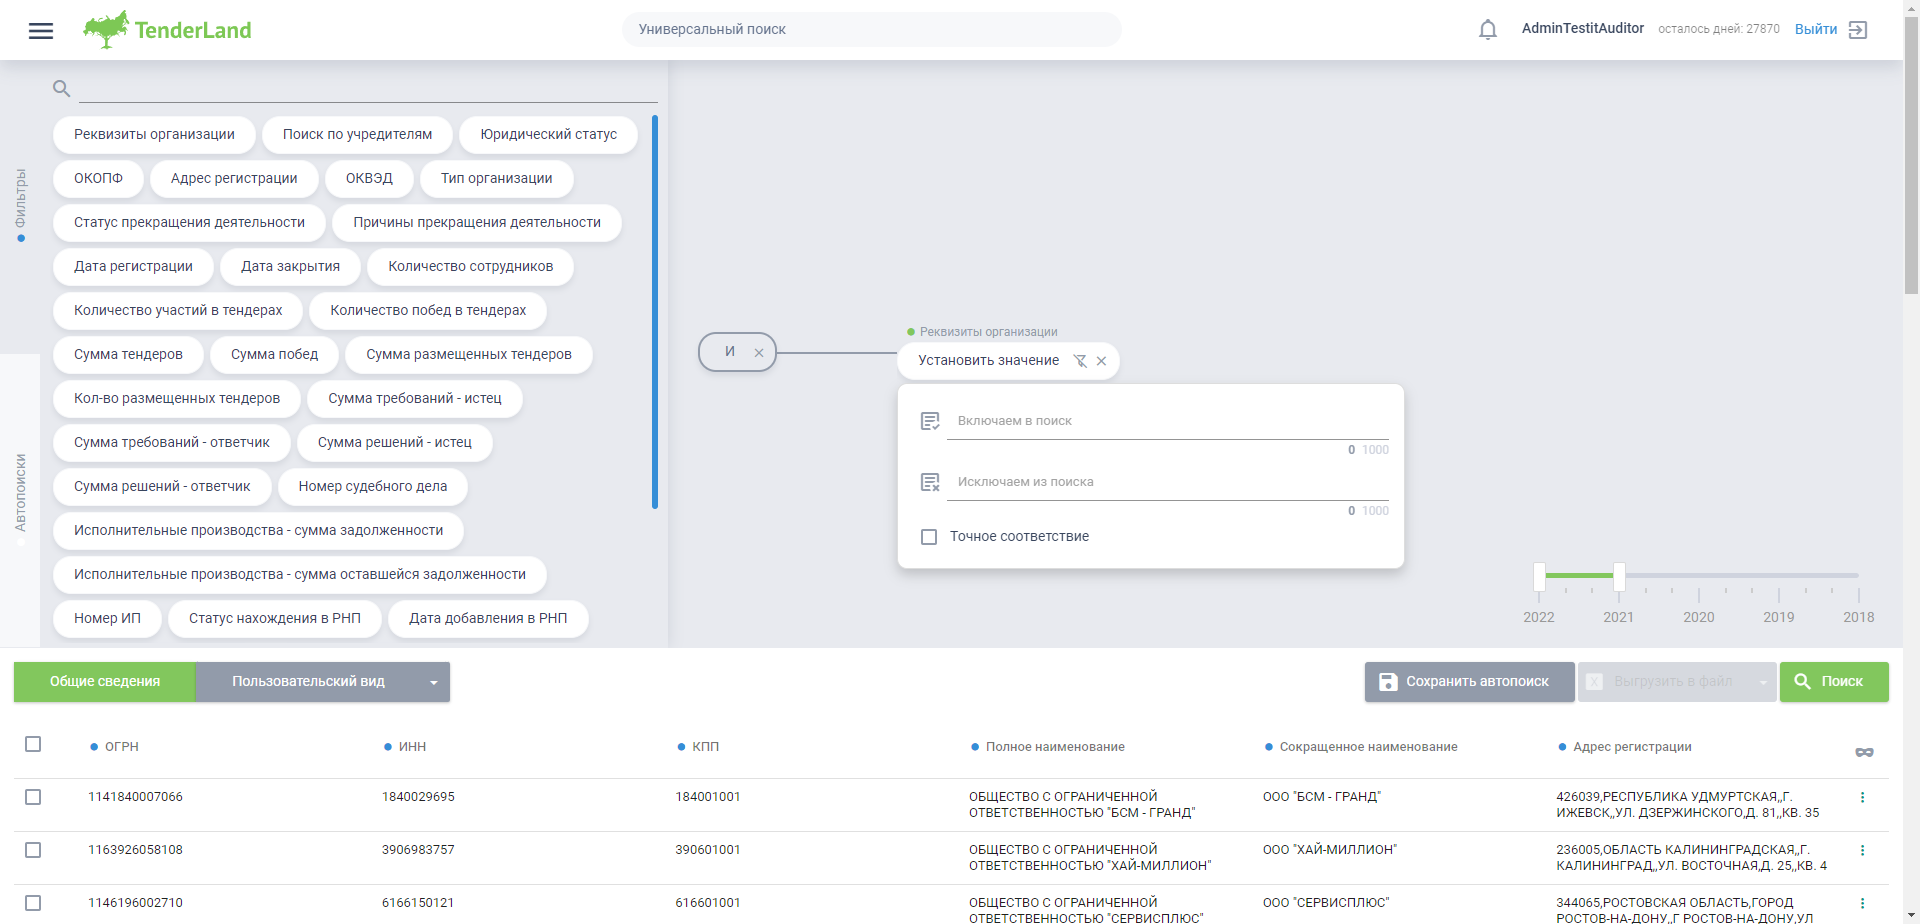 TenderLand
Универсальный поиск
AdminTestitAuditor
осталось дней: 27870
Выйти
Фильтры
Автопоиски
Реквизиты организации
Поиск по учредителям
Юридический статус
ОКОПФ
Адрес регистрации
ОКВЭД
Тип организации
Статус прекращения деятельности
Причины прекращения деятельности
Дата регистрации
Дата закрытия
Количество сотрудников
Количество участий в тендерах
Количество побед в тендерах
Сумма тендеров
Сумма побед
Сумма размещенных тендеров
Кол-во размещенных тендеров
Сумма требований - истец
Сумма требований - ответчик
Сумма решений - истец
Сумма решений - ответчик
Номер судебного дела
Исполнительные производства - сумма задолженности
Исполнительные производства - сумма оставшейся задолженности
Номер ИП
Статус нахождения в РНП
Дата добавления в РНП
И
Реквизиты организации
Установить значение
Включаем в поиск
0 1000
Исключаем из поиска
0 1000
Точное соответствие
2022 2021 2020 2019 2018
Общие сведения
Пользовательский вид
Сохранить автопоиск
Выгрузить в файл
Поиск
ОГРН ИНН КПП Полное наименование Сокращенное наименование Адрес регистрации
1141840007066 1840029695 184001001 ОБЩЕСТВО С ОГРАНИЧЕННОЙ ООО "БСМ - ГРАНД" 426039,РЕСПУБЛИКА УДМУРТСКАЯ,,Г.
ОТВЕТСТВЕННОСТЬЮ "БСМ - ГРАНД" ИЖЕВСК,,УЛ. ДЗЕРЖИНСКОГО,Д. 81,,КВ. 35
1163926058108 3906983757 390601001 ОБЩЕСТВО С ОГРАНИЧЕННОЙ ООО "ХАЙ-МИЛЛИОН" 236005,ОБЛАСТЬ КАЛИНИНГРАДСКАЯ,,Г.
ОТВЕТСТВЕННОСТЬЮ "ХАЙ-МИЛЛИОН" КАЛИНИНГРАД,,УЛ. ВОСТОЧНАЯ,Д. 25,,КВ. 4
1146196002710 6166150121 616601001 ОБЩЕСТВО С ОГРАНИЧЕННОЙ ООО "СЕРВИСПЛЮС" 344065,РОСТОВСКАЯ ОБЛАСТЬ,ГОРОД
ОТВЕТСТВЕННОСТЬЮ "СЕРВИСПЛЮС" РОСТОВ-НА-ДОНУ,,Г РОСТОВ-НА-ДОНУ,УЛ